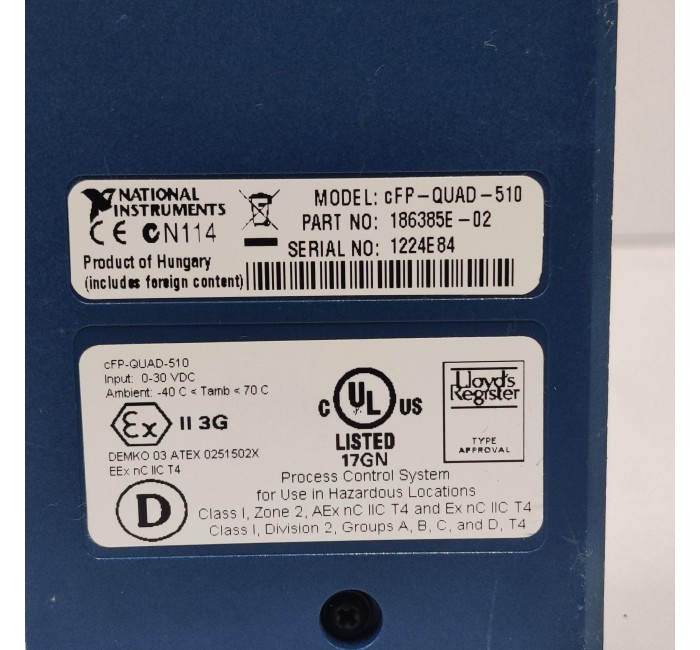 NATIONAL
INSTRUMENTS
CE N114
Product of Hungary
(includes foreign content)
MODEL: cFP-QUAD-510
PART NO: 186385E-02
SERIAL NO: 1224E84
cFP-QUAD-510
Input: 0-30 VDC
Ambient: -40 C < Tamb < 70 C
Ex II 3G
DEMKO 03 ATEX 0251502X
EEx nC IIC T4
D
C UL US
LISTED
17GN
Lloyd's
Register
TYPE
APPROVAL
Process Control System
for Use in Hazardous Locations
Class I, Zone 2, AEx nC IIC T4 and Ex nC IIC T4
Class I, Division 2, Groups A, B, C, and D, T4